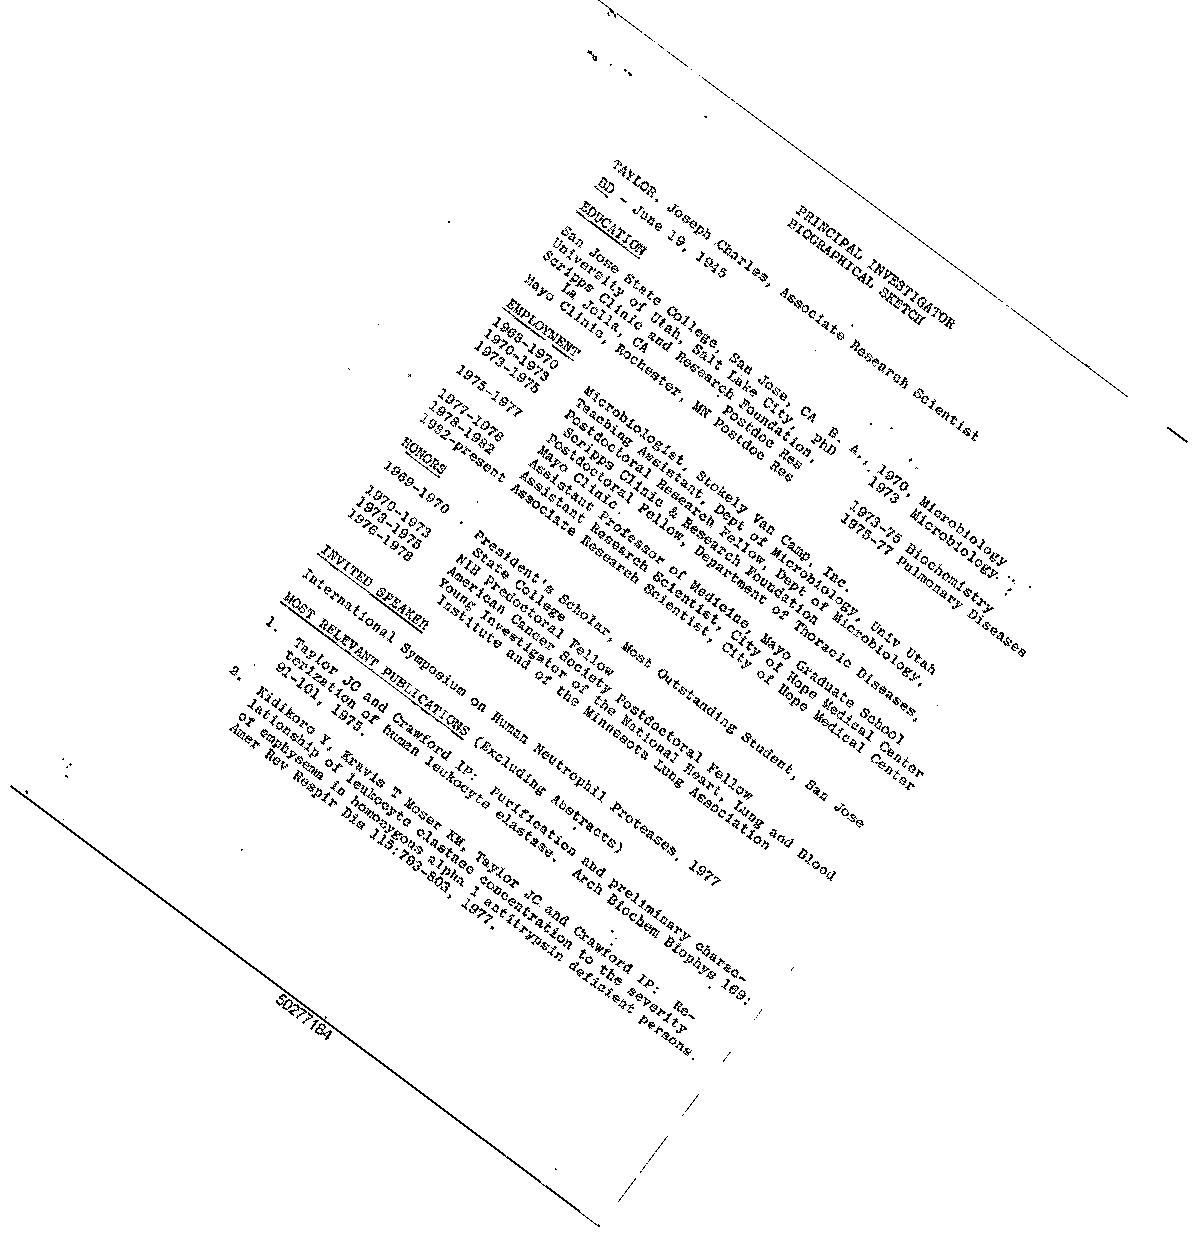 PRINCIPAL INVESTIGATOR
BIOGRAPHICAL SKETCH
TAYLOR, Joseph Charles, Associate Research Scientist
BD - June 19, 1945
EDUCATION
San Jose State College, San Jose, CA B. A., 1970, Microbiology
University of Utah, Salt Lake City, PhD 1973 Microbiology
Scripps Clinic and Research Foundation,
La Jolla, CA Postdoc Res 1973-75 Biochemistry
Mayo Clinic, Rochester, MN Postdoc Res 1975-77 Pulmonary Diseases
EMPLOYMENT
1968-1970 Microbiologist, Stokely Van Camp, Inc.
1970-1973 Teaching Assistant, Dept of Microbiology, Univ Utah
1973-1975 Postdoctoral Research Fellow, Dept of Microbiology,
Scripps Clinic & Research Foundation
1975-1977 Postdoctoral Fellow, Department of Thoracic Diseases,
Mayo Clinic
1977-1978 Assistant Professor of Medicine, Mayo Graduate School
1978-1982 Assistant Research Scientist, City of Hope Medical Center
1982-present Associate Research Scientist, City of Hope Medical Center
HONORS
1969-1970 President's Scholar, Most Outstanding Student, San Jose
State College
1970-1973 NIH Predoctoral Fellow
1973-1975 American Cancer Society Postdoctoral Fellow
1976-1978 Young Investigator of the National Heart, Lung and Blood
Institute and of the Minnesota Lung Association
INVITED SPEAKER
International Symposium on Human Neutrophil Proteases, 1977
MOST RELEVANT PUBLICATIONS (Excluding Abstracts)
1. Taylor JC and Crawford IP: Purification and preliminary charac-
terization of human leukocyte elastase. Arch Biochem Biophys 169:
91-101, 1975.
2. Kidikoro Y, Kravis T Moser KM, Taylor JC and Crawford IP: Re-
lationship of leukocyte elastase concentration to the severity
of emphysema in homozygous alpha 1 antitrypsin deficient persons.
Amer Rev Respir Dis 115:793-803, 1977.
50277184